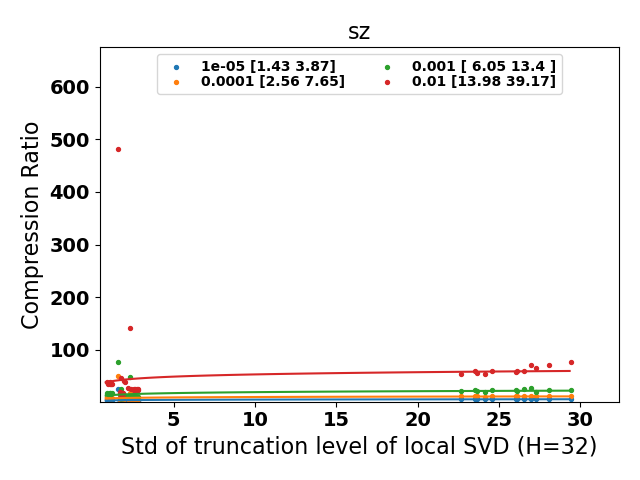 sz
1e-05 [1.43 3.87]
0.0001 [2.56 7.65]
0.001 [ 6.05 13.4 ]
0.01 [13.98 39.17]
Compression Ratio
600
500
400
300
200
100
5 10 15 20 25 30
Std of truncation level of local SVD (H=32)